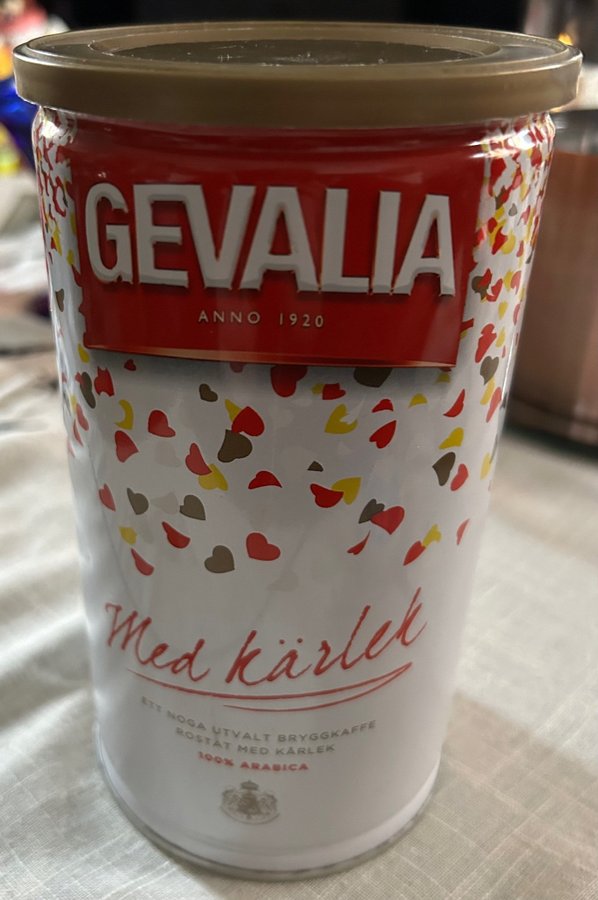 GEVALIA
ANNO 1920
Med kärlek
ETT NOGA UTVALT BRYGGKAFFE
ROSTAT MED KÄRLEK
100% ARABICA